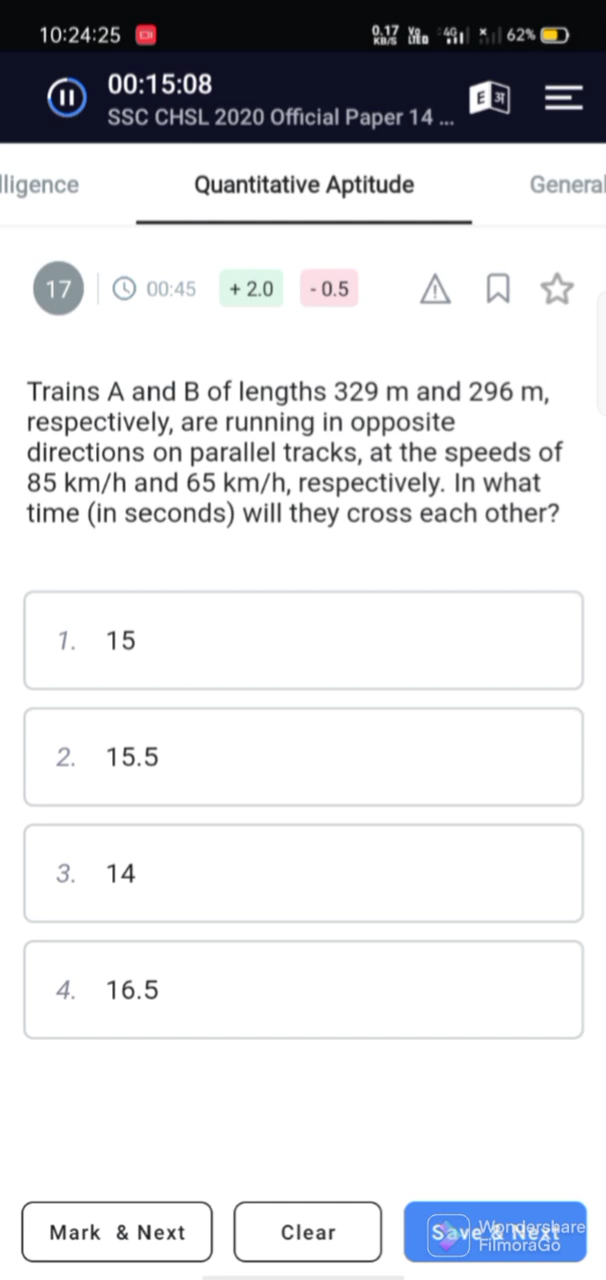 10:24:25 0.17 KB/S 4G 62%
00:15:08
SSC CHSL 2020 Official Paper 14 ...
E अ
lligence Quantitative Aptitude General
17 00:45 + 2.0 - 0.5
Trains A and B of lengths 329 m and 296 m,
respectively, are running in opposite
directions on parallel tracks, at the speeds of
85 km/h and 65 km/h, respectively. In what
time (in seconds) will they cross each other?
1. 15
2. 15.5
3. 14
4. 16.5
Mark & Next Clear Save & Next
Wondershare
FilmoraGo